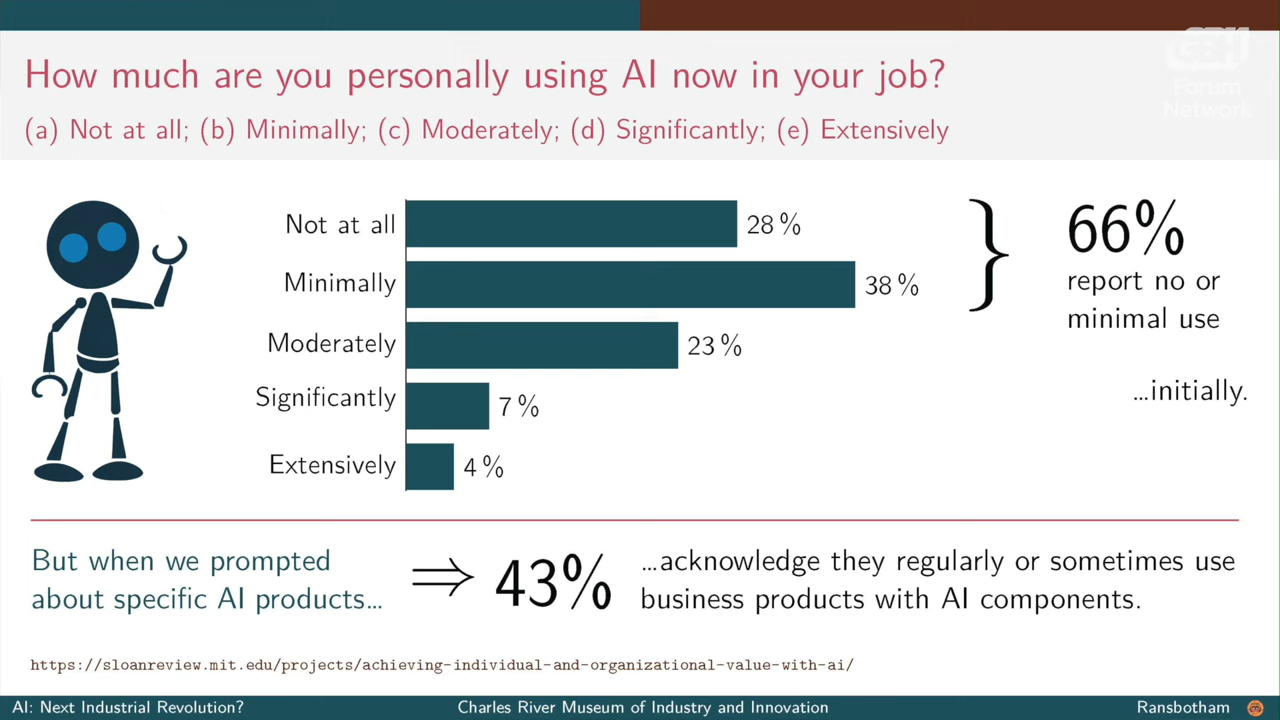 GBH
Forum
Network
How much are you personally using AI now in your job?
(a) Not at all; (b) Minimally; (c) Moderately; (d) Significantly; (e) Extensively
Not at all 28 %
Minimally 38 %
Moderately 23 %
Significantly 7 %
Extensively 4 %
66%
report no or
minimal use
...initially.
But when we prompted
about specific AI products...
⇒ 43%
...acknowledge they regularly or sometimes use
business products with AI components.
https://sloanreview.mit.edu/projects/achieving-individual-and-organizational-value-with-ai/
AI: Next Industrial Revolution? Charles River Museum of Industry and Innovation Ransbotham